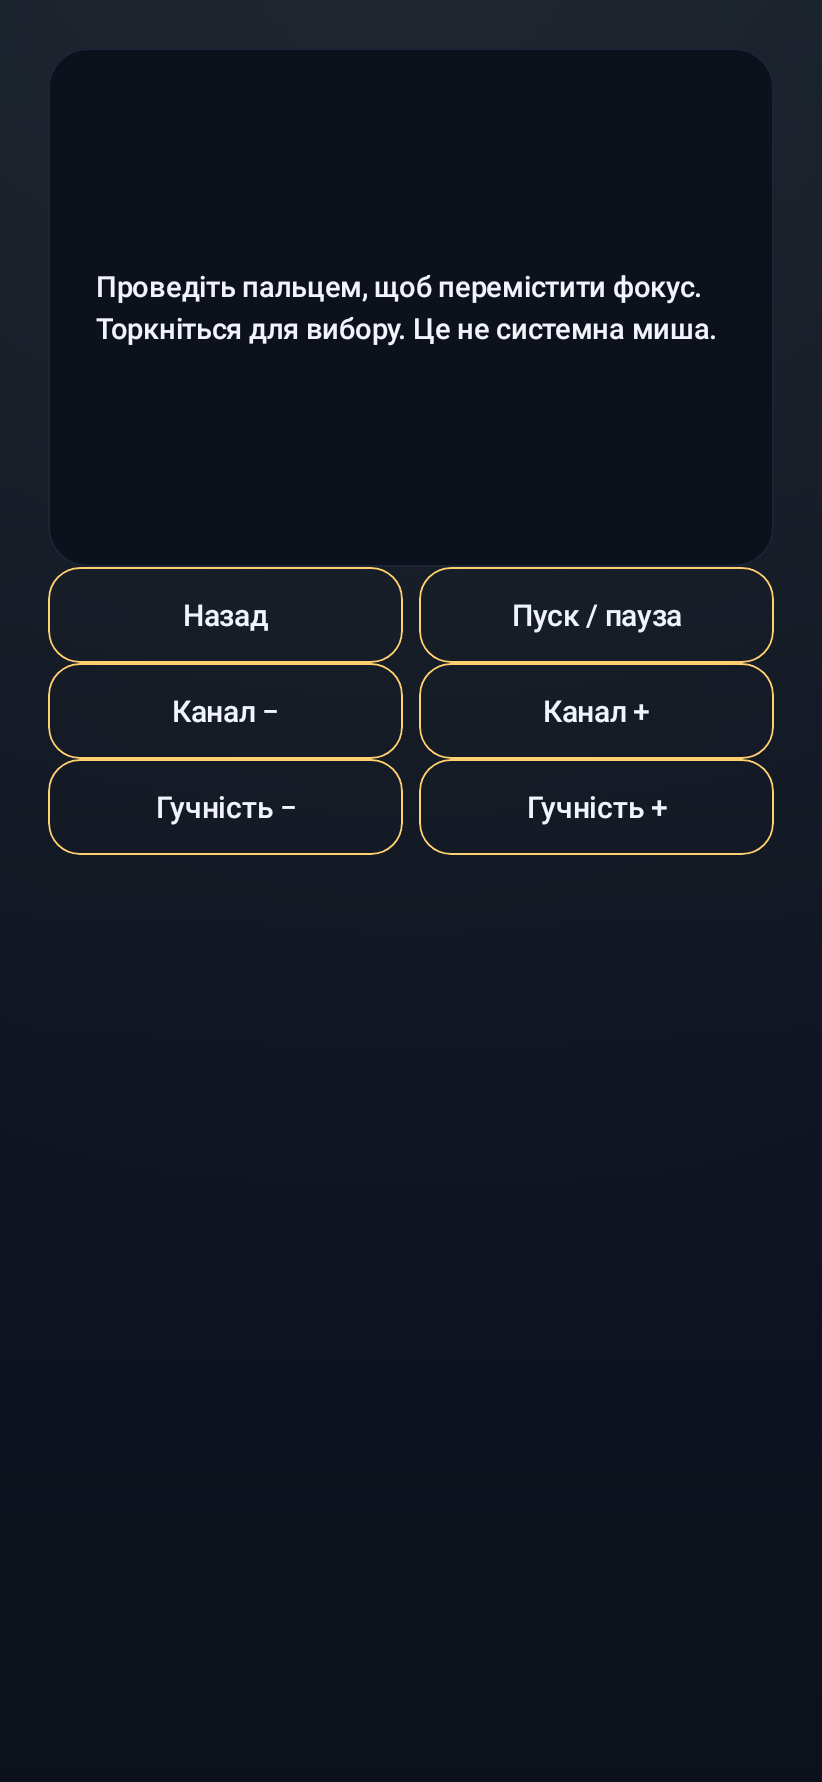 Проведіть пальцем, щоб перемістити фокус.
Торкніться для вибору. Це не системна миша.
Назад
Пуск / пауза
Канал −
Канал +
Гучність −
Гучність +